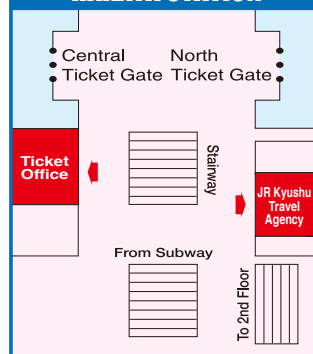 Central
Ticket Gate
North
Ticket Gate
Ticket
Office
Stairway
JR Kyushu
Travel
Agency
From Subway
To 2nd Floor